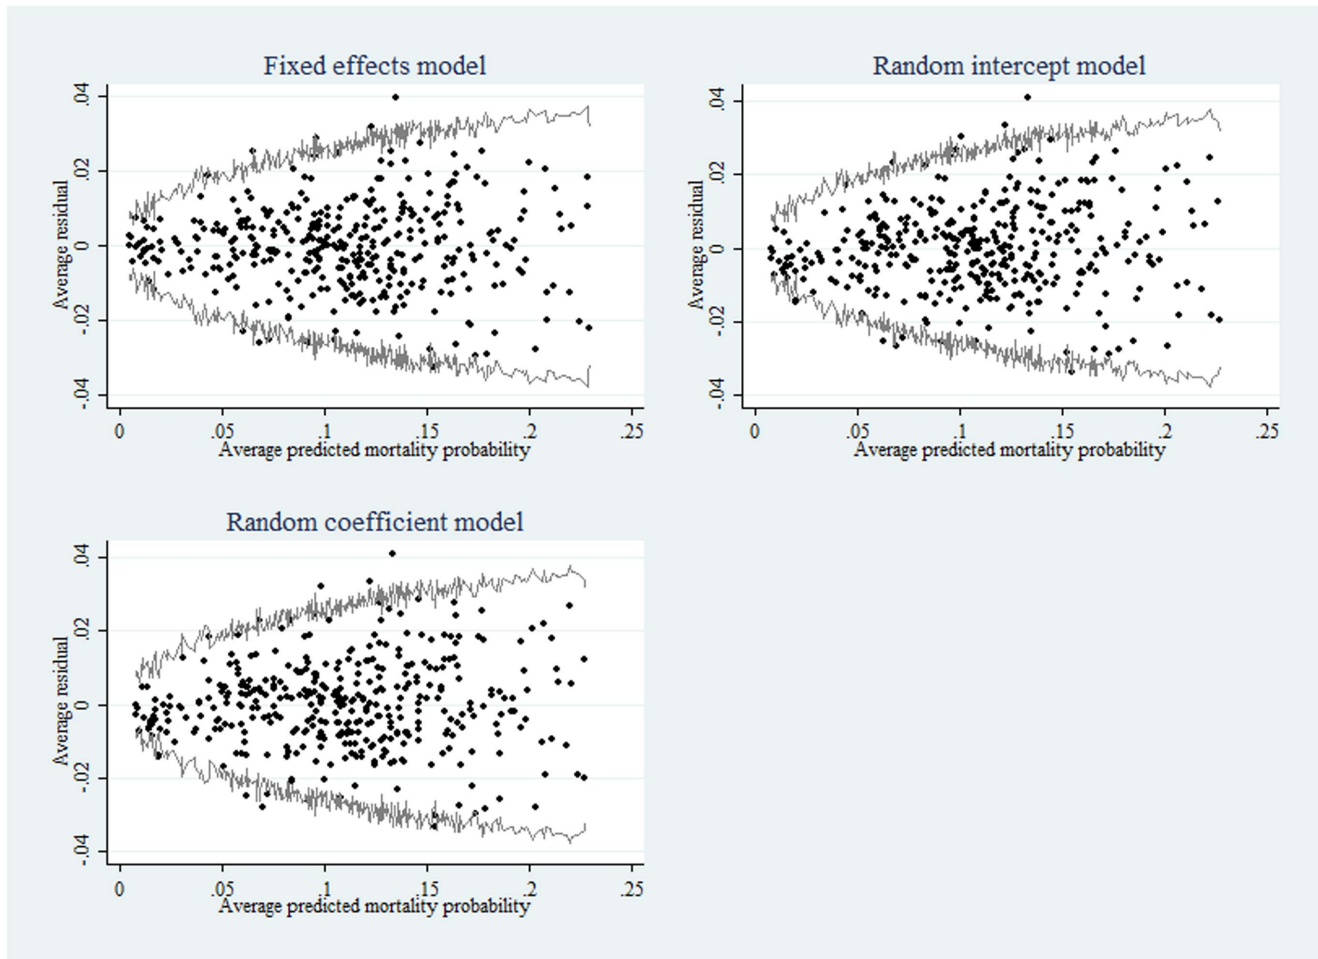 Fixed effects model
Average residual
.04
.02
0
-.02
-.04
0 .05 .1 .15 .2 .25
Average predicted mortality probability
Random intercept model
Average residual
.04
.02
0
-.02
-.04
0 .05 .1 .15 .2 .25
Average predicted mortality probability
Random coefficient model
Average residual
.04
.02
0
-.02
-.04
0 .05 .1 .15 .2 .25
Average predicted mortality probability